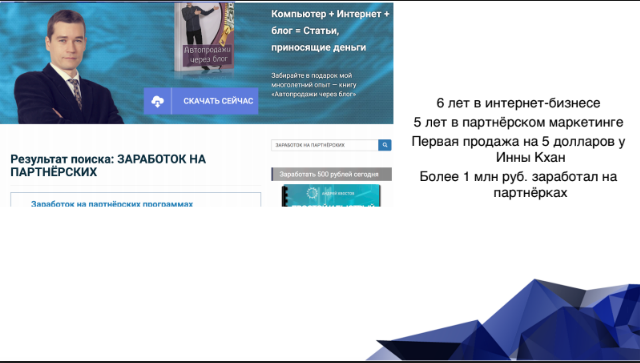 Компьютер + Интернет +
блог = Статьи,
приносящие деньги
Автопродажи
через блог
Забирайте в подарок мой
многолетний опыт — книгу
«Автопродажи через блог»
СКАЧАТЬ СЕЙЧАС
ЗАРАБОТОК НА ПАРТНЁРСКИХ
Результат поиска: ЗАРАБОТОК НА
ПАРТНЁРСКИХ
Заработать 500 рублей сегодня
Заработок на партнёрских программах
6 лет в интернет-бизнесе
5 лет в партнёрском маркетинге
Первая продажа на 5 долларов у
Инны Кхан
Более 1 млн руб. заработал на
партнёрках